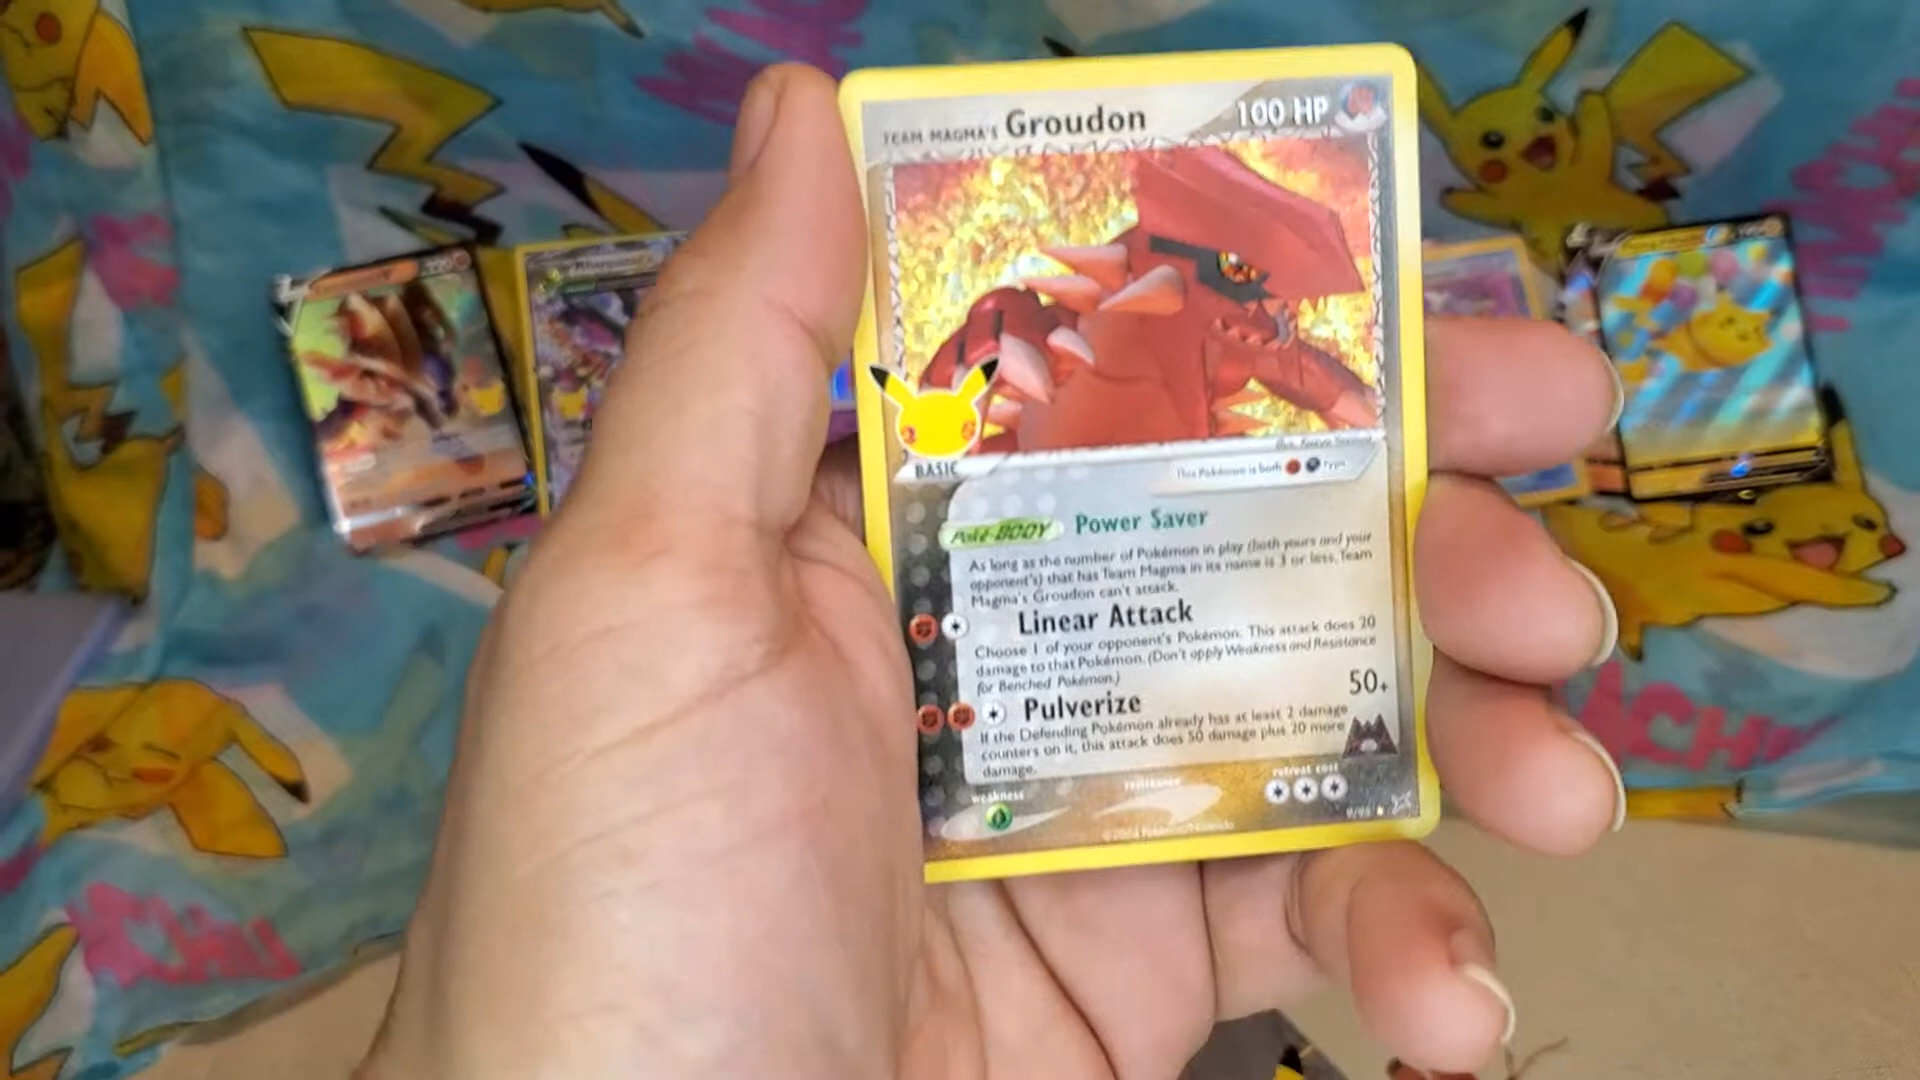 TEAM MAGMA'S Groudon 100 HP
BASIC
This Pokémon is both Type.
Poké-BODY Power Saver
As long as the number of Pokémon in play (both yours and your
opponent's) that has Team Magma in its name is 3 or less, Team
Magma's Groudon can't attack.
Linear Attack
Choose 1 of your opponent's Pokémon. This attack does 20
damage to that Pokémon. (Don't apply Weakness and Resistance
for Benched Pokémon.)
Pulverize 50+
If the Defending Pokémon already has at least 2 damage
counters on it, this attack does 50 damage plus 20 more
damage.
weakness resistance retreat cost
©2004 Pokémon/Nintendo 9/95